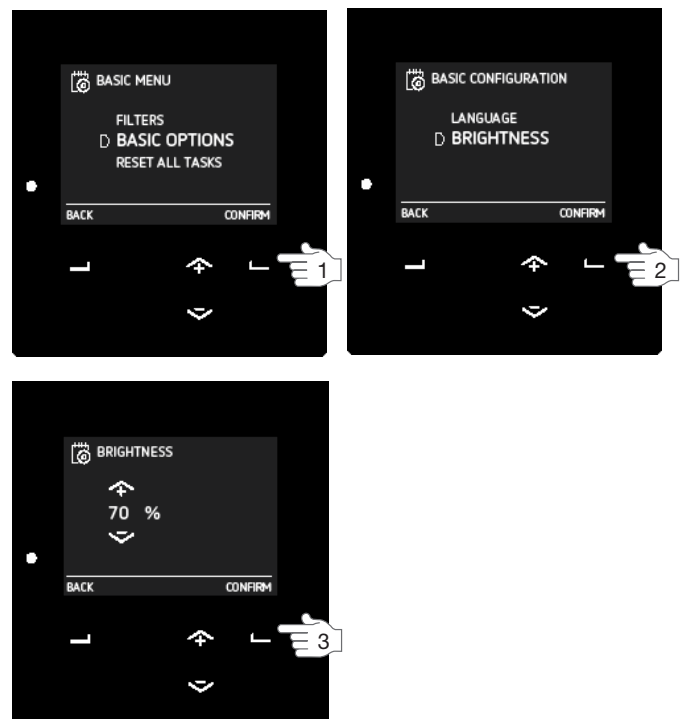 BASIC MENU
FILTERS
BASIC OPTIONS
RESET ALL TASKS
BACK CONFIRM
1
BASIC CONFIGURATION
LANGUAGE
BRIGHTNESS
BACK CONFIRM
2
BRIGHTNESS
70 %
BACK CONFIRM
3